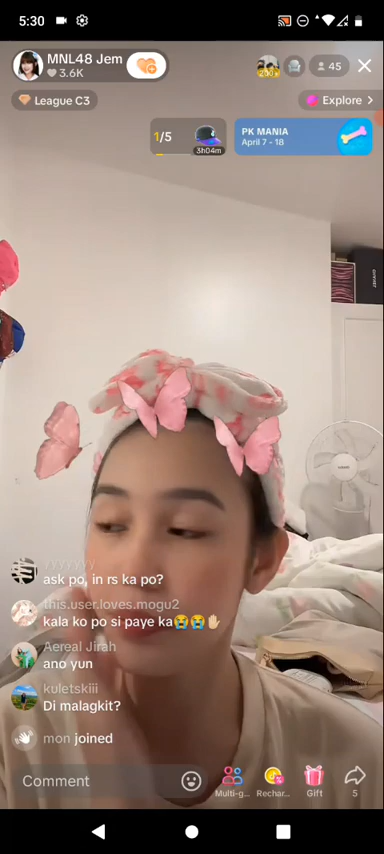 5:30
MNL48 Jem
3.6K
45
League C3
Explore >
1/5
3h04m
PK MANIA
April 7 - 18
yyyyyyy
ask po, in rs ka po?
this.user.loves.mogu2
kala ko po si paye ka😭😭✋🏻
Aereal Jirah
ano yun
kuletskiii
Di malagkit?
mon joined
Comment
Multi-g...
Rechar...
Gift
5